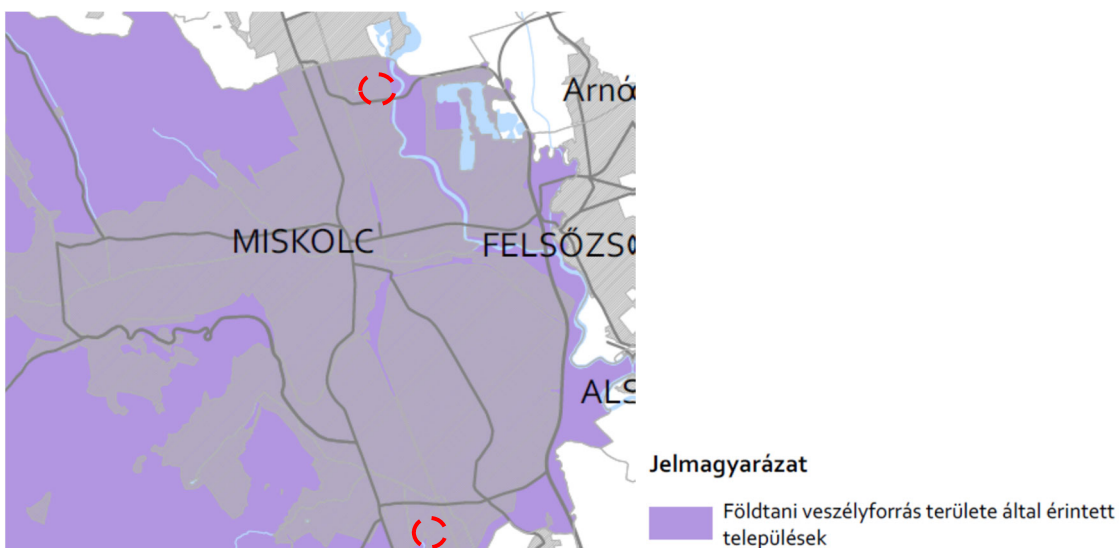 Arnó
MISKOLC
FELSŐZS
ALS
Jelmagyarázat
Földtani veszélyforrás területe által érintett
települések